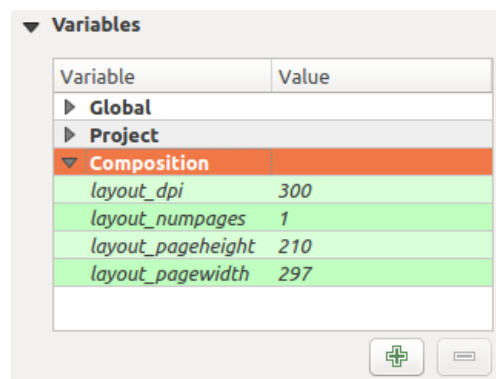 Variables
Variable Value
Global
Project
Composition
layout_dpi 300
layout_numpages 1
layout_pageheight 210
layout_pagewidth 297